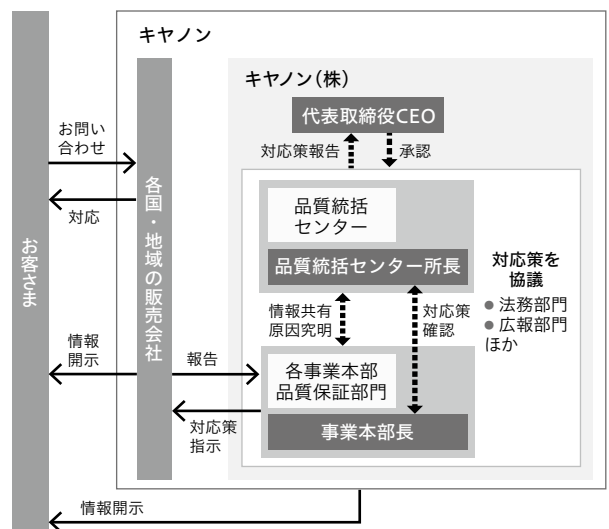 キヤノン
キヤノン（株）
代表取締役CEO
対応策報告
承認
お問い
合わせ
対応
お客さま
各国・地域の販売会社
品質統括
センター
品質統括センター所長
対応策を
協議
● 法務部門
● 広報部門
ほか
情報共有
原因究明
対応策
確認
情報
開示
報告
各事業本部
品質保証部門
事業本部長
対応策
指示
情報開示